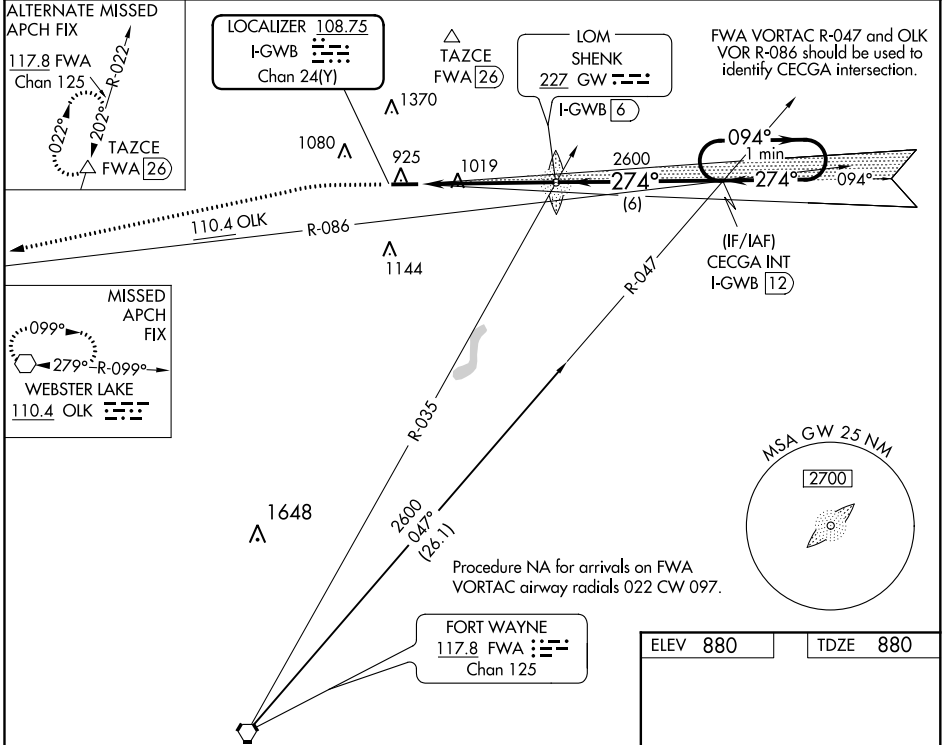 ALTERNATE MISSED
APCH FIX
117.8 FWA
Chan 125
R-022
022°
202°
TAZCE
FWA 26
LOCALIZER 108.75
I-GWB
Chan 24(Y)
TAZCE
FWA 26
LOM
SHENK
227 GW
I-GWB 6
FWA VORTAC R-047 and OLK
VOR R-086 should be used to
identify CECGA intersection.
1370
1080
925
1019
2600
094°
1 min
274°
274°
094°
(6)
110.4 OLK
R-086
1144
(IF/IAF)
CECGA INT
I-GWB 12
R-047
MISSED
APCH
FIX
099°
279°
R-099°
WEBSTER LAKE
110.4 OLK
R-035
MSA GW 25 NM
2700
1648
2600
047°
(26.1)
Procedure NA for arrivals on FWA
VORTAC airway radials 022 CW 097.
FORT WAYNE
117.8 FWA
Chan 125
ELEV 880
TDZE 880